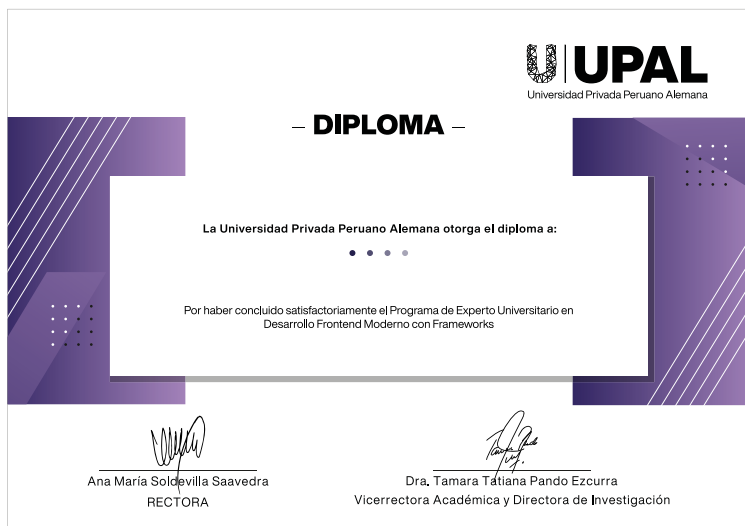 UPAL
Universidad Privada Peruano Alemana
– DIPLOMA –
La Universidad Privada Peruano Alemana otorga el diploma a:
Por haber concluido satisfactoriamente el Programa de Experto Universitario en
Desarrollo Frontend Moderno con Frameworks
Ana María Soldevilla Saavedra
RECTORA
Dra. Tamara Tatiana Pando Ezcurra
Vicerrectora Académica y Directora de Investigación